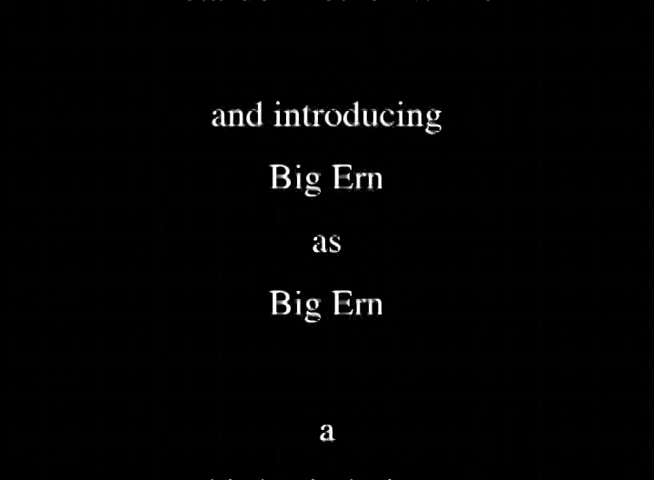 and introducing
Big Ern
as
Big Ern
a